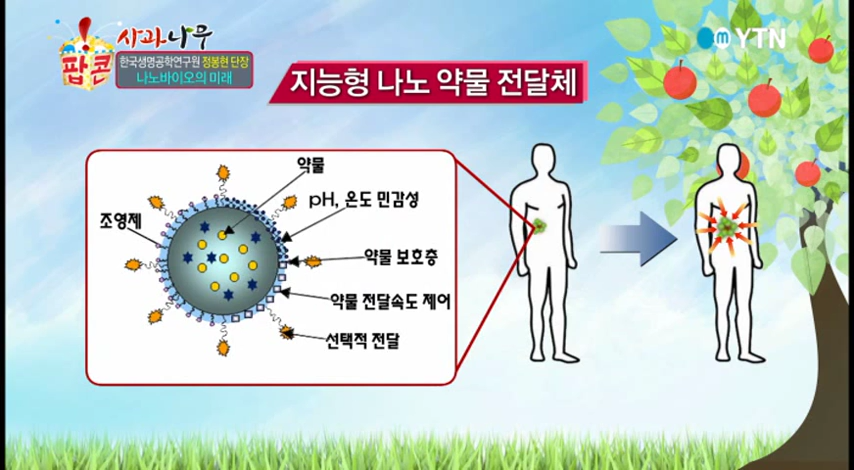 사과나무
팝콘
한국생명공학연구원 정봉현 단장
나노바이오의 미래
YTN
지능형 나노 약물 전달체
약물
pH, 온도 민감성
조영제
약물 보호층
약물 전달속도 제어
선택적 전달